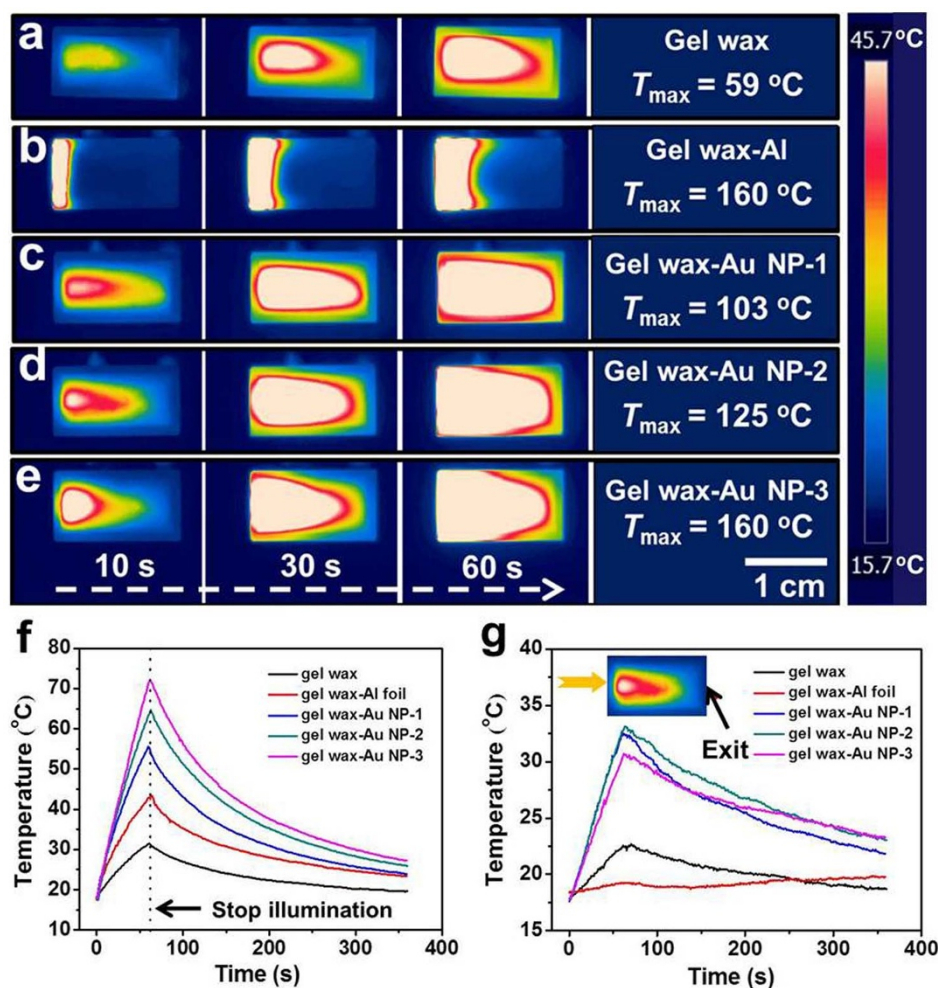 a
Gel wax
Tmax = 59 °C
b
Gel wax-Al
Tmax = 160 °C
c
Gel wax-Au NP-1
Tmax = 103 °C
d
Gel wax-Au NP-2
Tmax = 125 °C
e
Gel wax-Au NP-3
Tmax = 160 °C
10 s 30 s 60 s
1 cm
45.7 °C
15.7 °C
f
80
70
60
50
40
30
20
10
Temperature (°C)
gel wax
gel wax-Al foil
gel wax-Au NP-1
gel wax-Au NP-2
gel wax-Au NP-3
Stop illumination
0 100 200 300 400
Time (s)
g
40
35
30
25
20
15
Temperature (°C)
Exit
gel wax
gel wax-Al foil
gel wax-Au NP-1
gel wax-Au NP-2
gel wax-Au NP-3
0 100 200 300 400
Time (s)